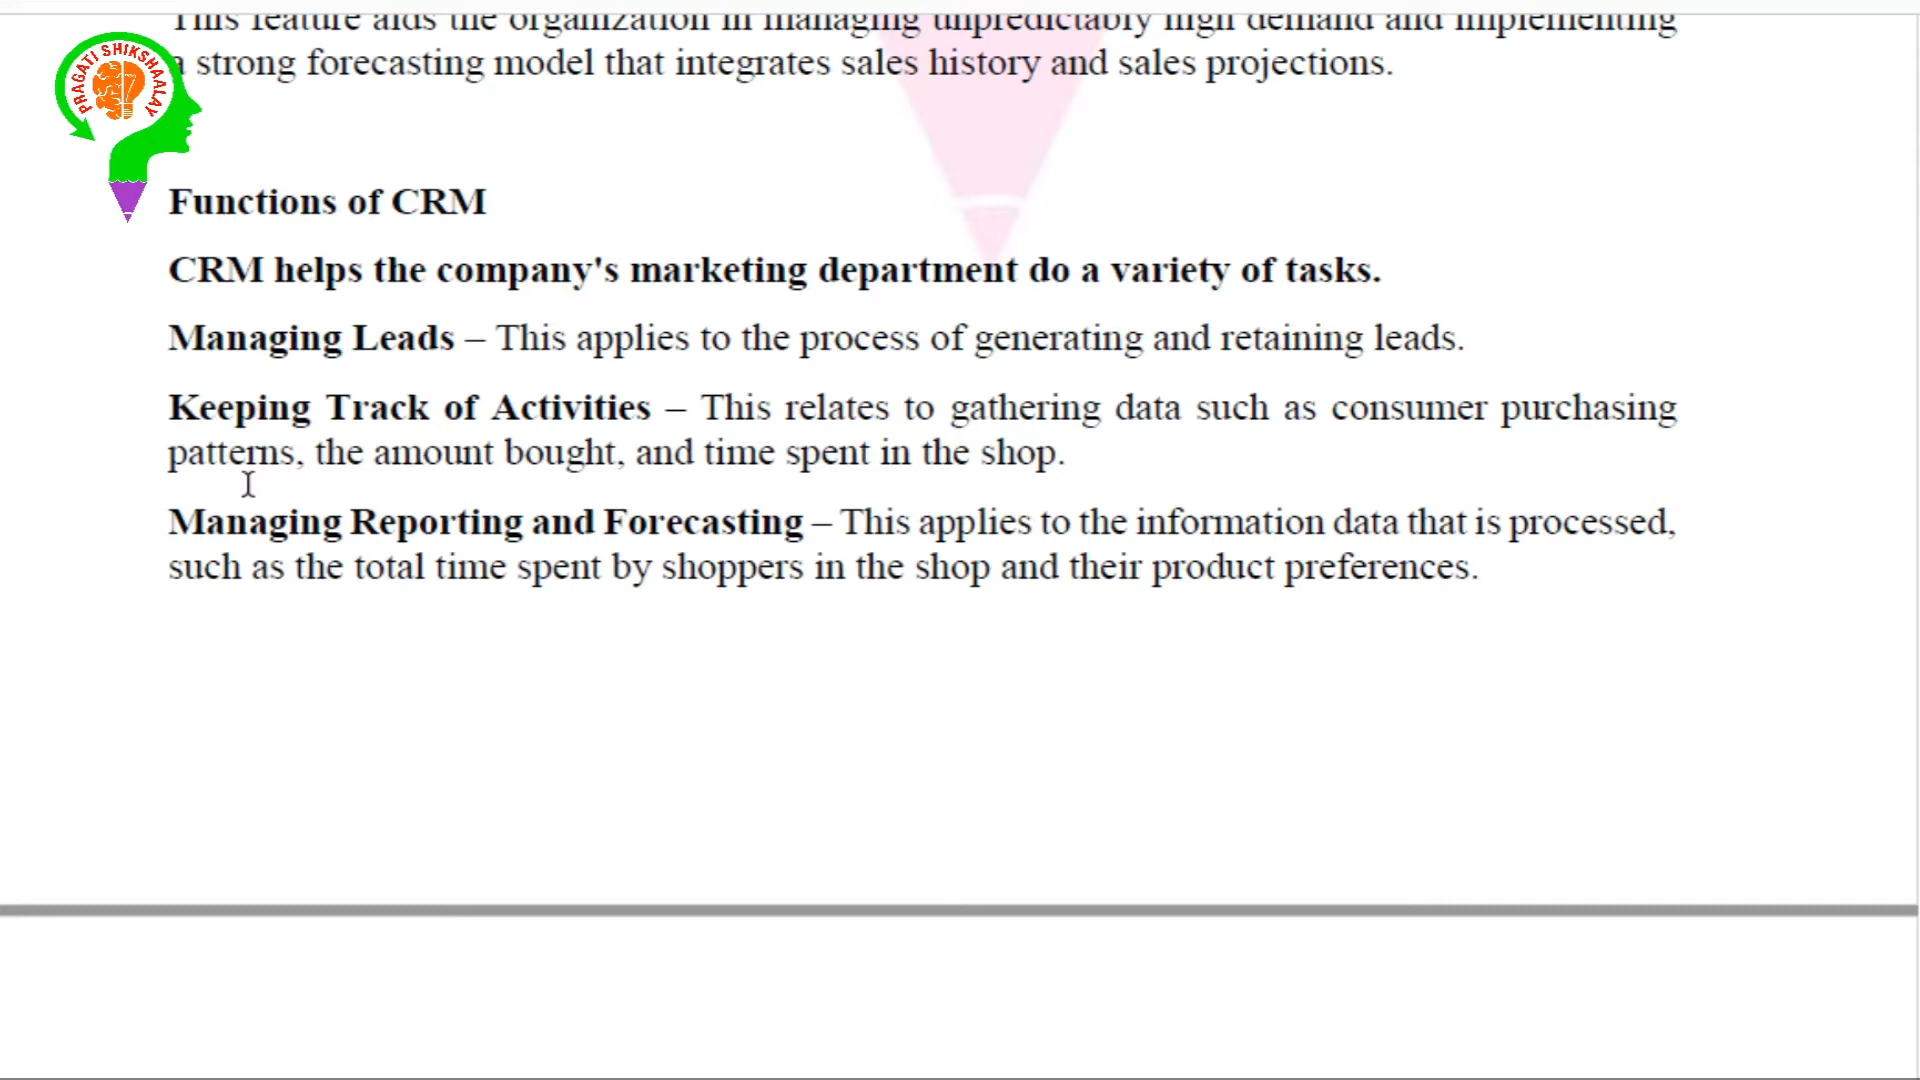 This feature aids the organization in managing unpredictably high demand and implementing
a strong forecasting model that integrates sales history and sales projections.
PRAGATI SHIKSHAALAY
Functions of CRM
CRM helps the company's marketing department do a variety of tasks.
Managing Leads – This applies to the process of generating and retaining leads.
Keeping Track of Activities – This relates to gathering data such as consumer purchasing
patterns, the amount bought, and time spent in the shop.
Managing Reporting and Forecasting – This applies to the information data that is processed,
such as the total time spent by shoppers in the shop and their product preferences.